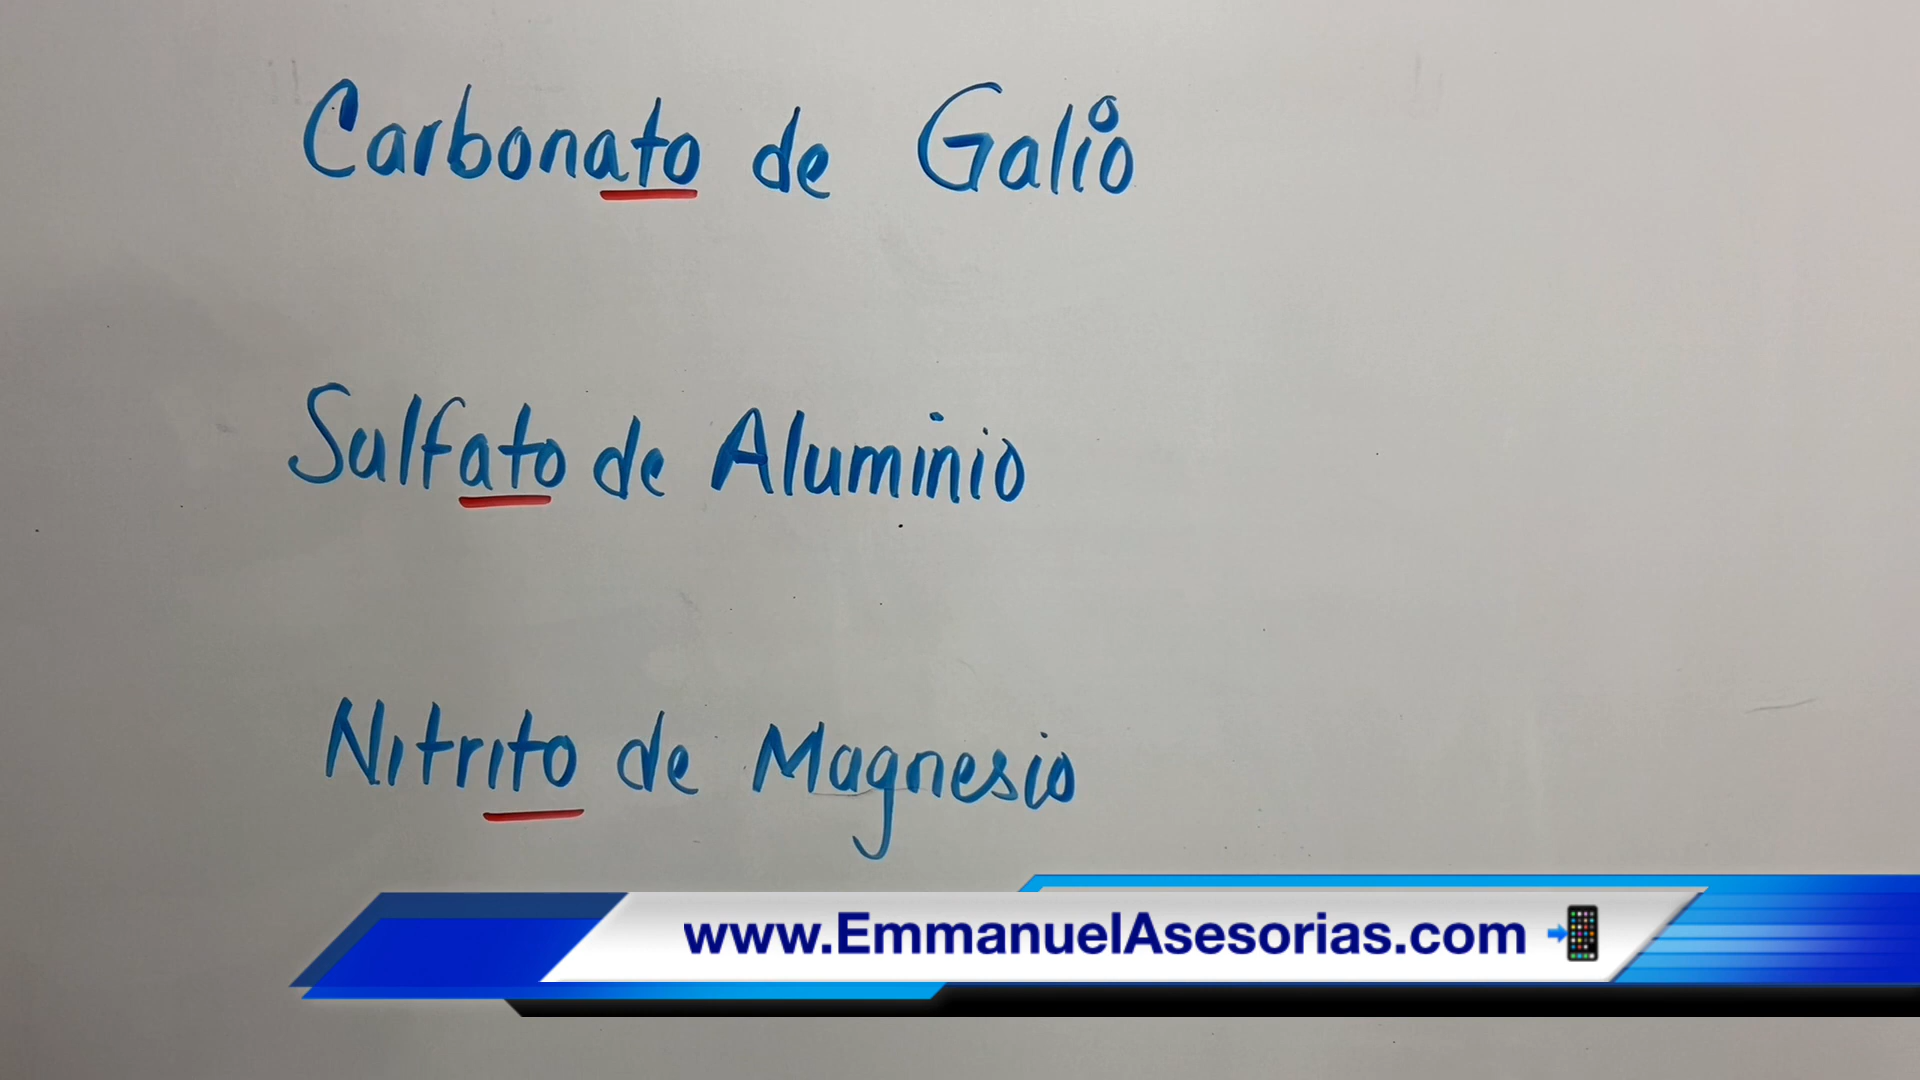 Carbonato de Galio
Sulfato de Aluminio
Nitrito de Magnesio
www.EmmanuelAsesorias.com